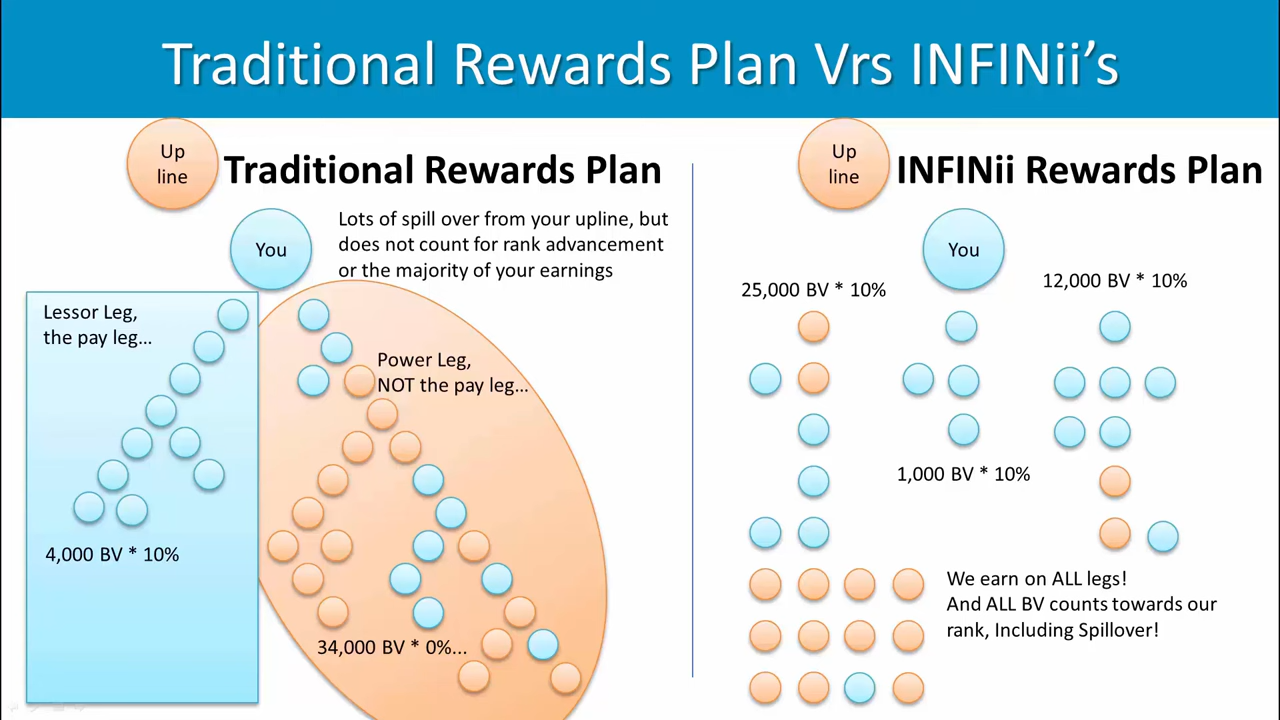 Traditional Rewards Plan Vrs INFINii’s
Up
line
Traditional Rewards Plan
You
Lots of spill over from your upline, but
does not count for rank advancement
or the majority of your earnings
Lessor Leg,
the pay leg…
Power Leg,
NOT the pay leg…
4,000 BV * 10%
34,000 BV * 0%…
Up
line
INFINii Rewards Plan
You
25,000 BV * 10%
12,000 BV * 10%
1,000 BV * 10%
We earn on ALL legs!
And ALL BV counts towards our
rank, Including Spillover!